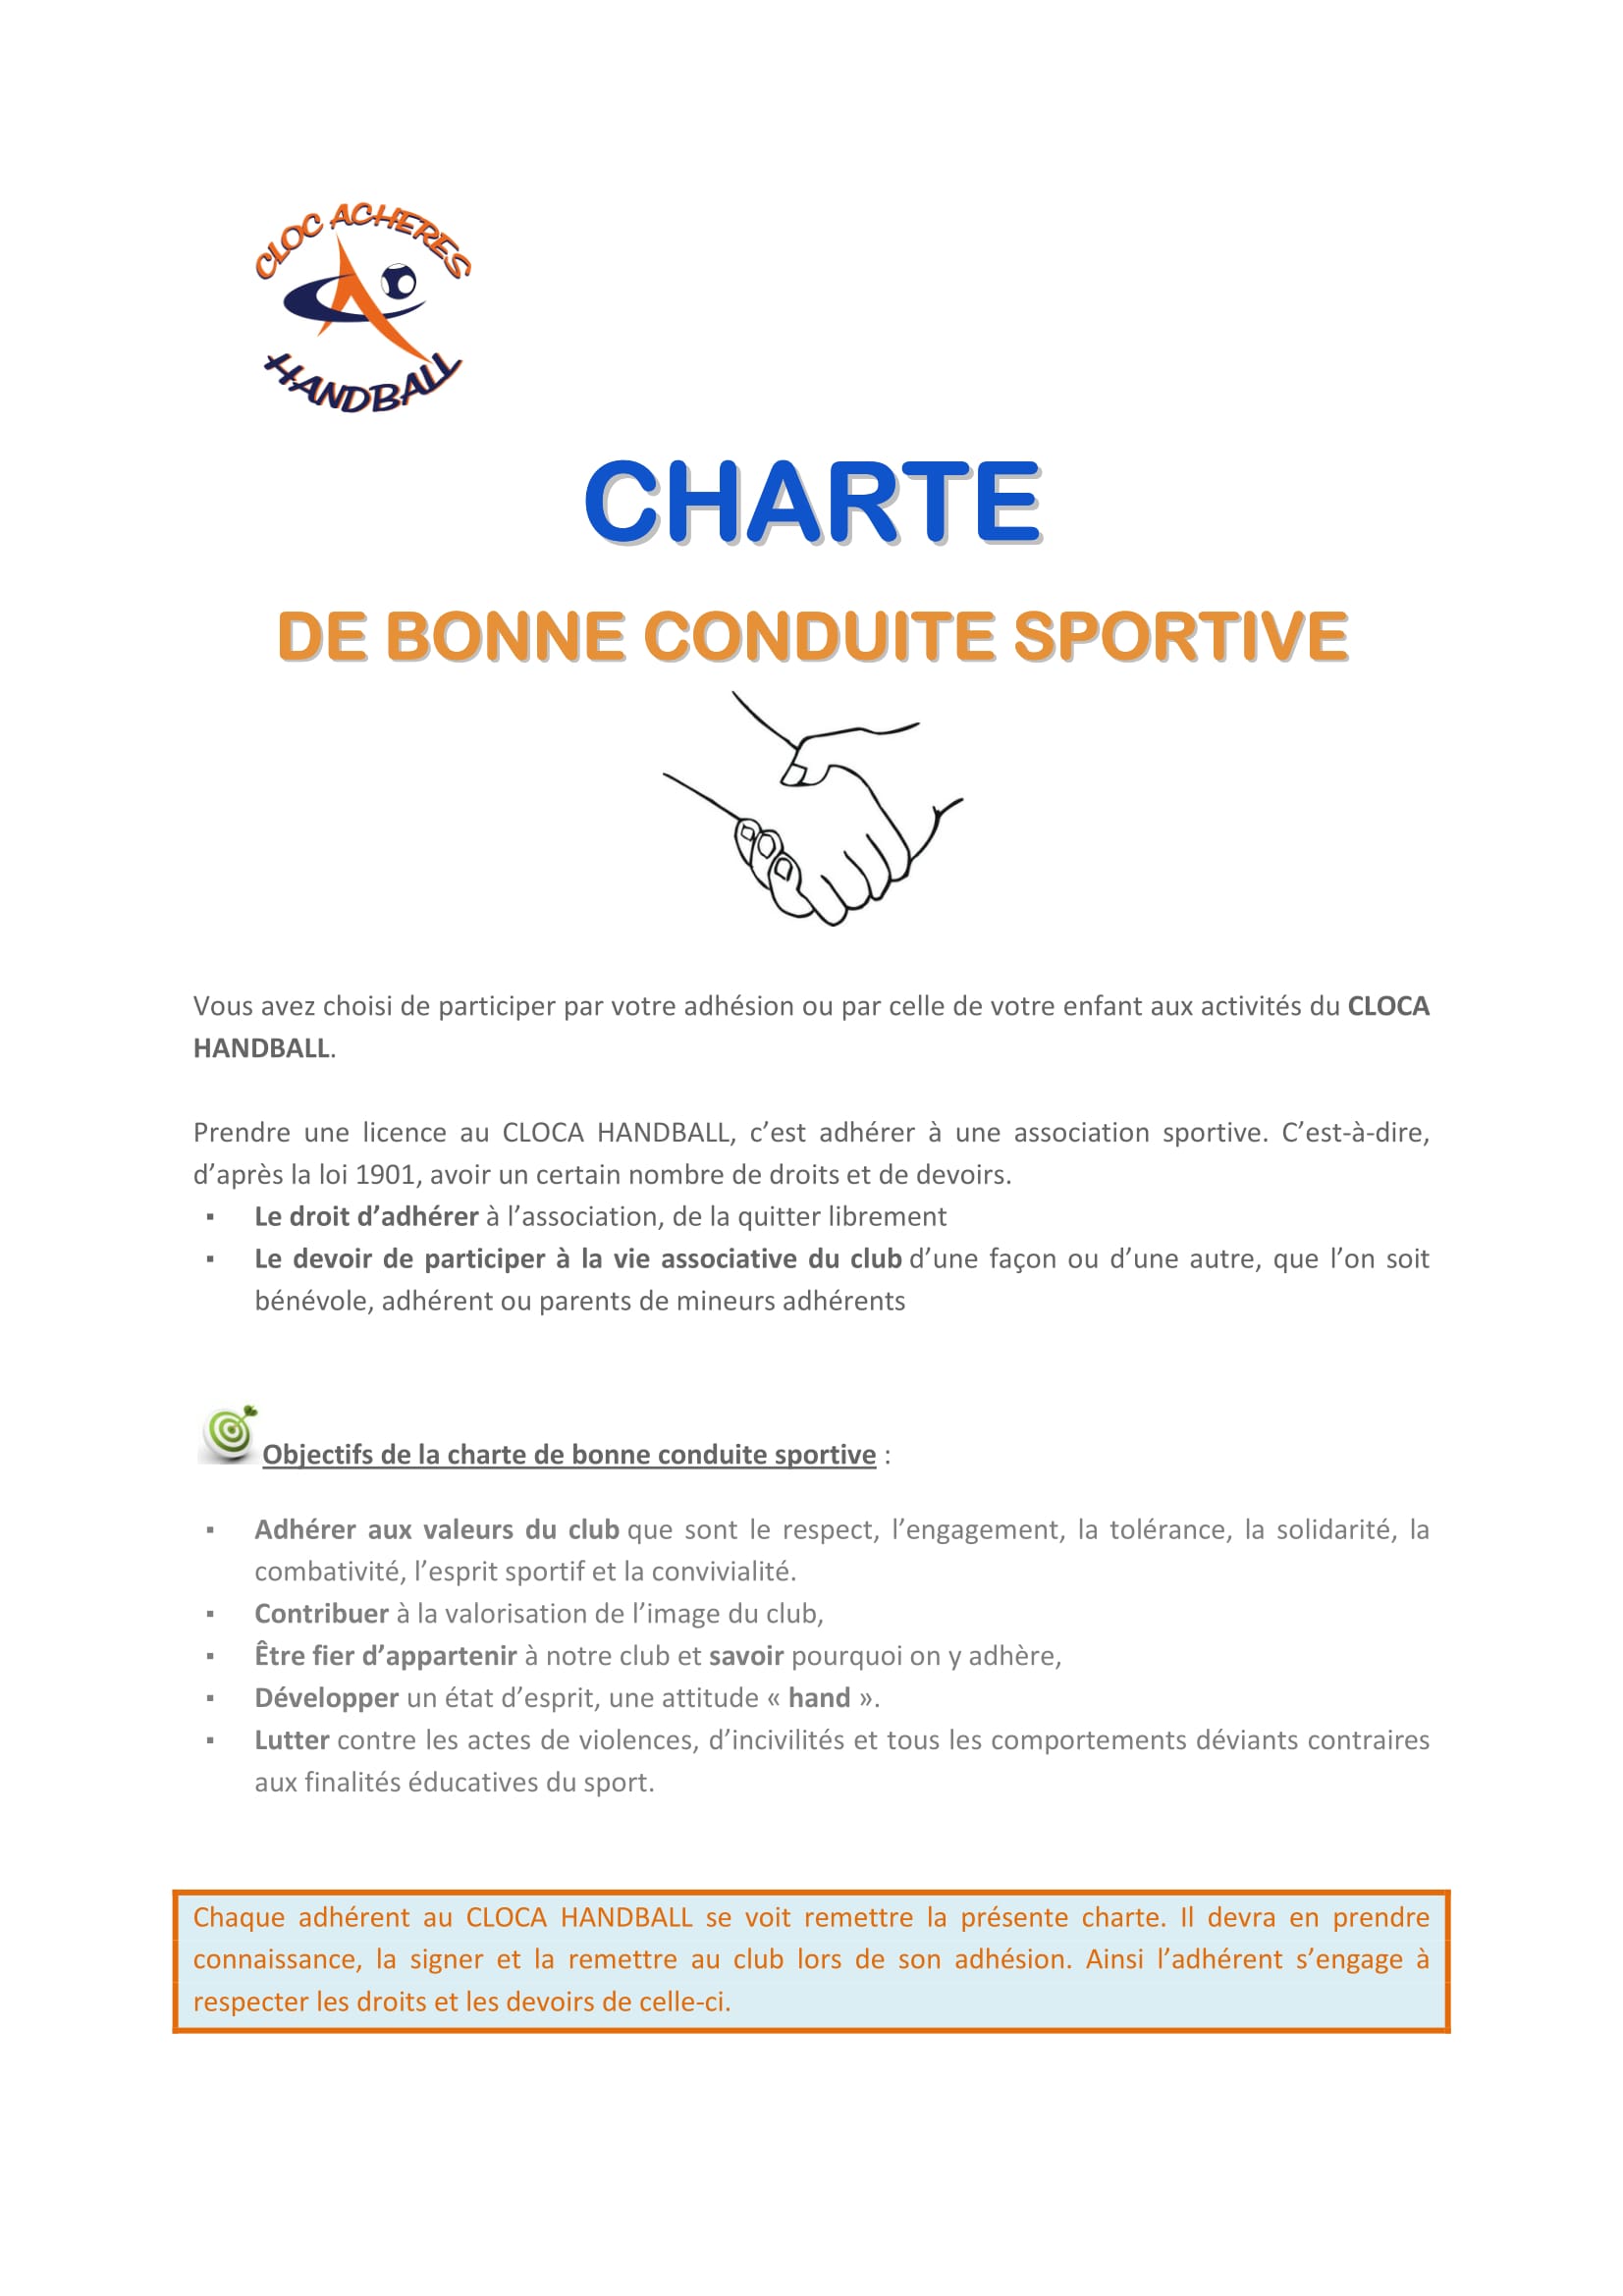 CLOC ACHERES
HANDBALL
CHARTE
DE BONNE CONDUITE SPORTIVE
Vous avez choisi de participer par votre adhésion ou par celle de votre enfant aux activités du CLOCA
HANDBALL.
Prendre une licence au CLOCA HANDBALL, c’est adhérer à une association sportive. C’est-à-dire,
d’après la loi 1901, avoir un certain nombre de droits et de devoirs.
▪ Le droit d’adhérer à l’association, de la quitter librement
▪ Le devoir de participer à la vie associative du club d’une façon ou d’une autre, que l’on soit
bénévole, adhérent ou parents de mineurs adhérents
Objectifs de la charte de bonne conduite sportive :
▪ Adhérer aux valeurs du club que sont le respect, l’engagement, la tolérance, la solidarité, la
combativité, l’esprit sportif et la convivialité.
▪ Contribuer à la valorisation de l’image du club,
▪ Être fier d’appartenir à notre club et savoir pourquoi on y adhère,
▪ Développer un état d’esprit, une attitude « hand ».
▪ Lutter contre les actes de violences, d’incivilités et tous les comportements déviants contraires
aux finalités éducatives du sport.
Chaque adhérent au CLOCA HANDBALL se voit remettre la présente charte. Il devra en prendre
connaissance, la signer et la remettre au club lors de son adhésion. Ainsi l’adhérent s’engage à
respecter les droits et les devoirs de celle-ci.